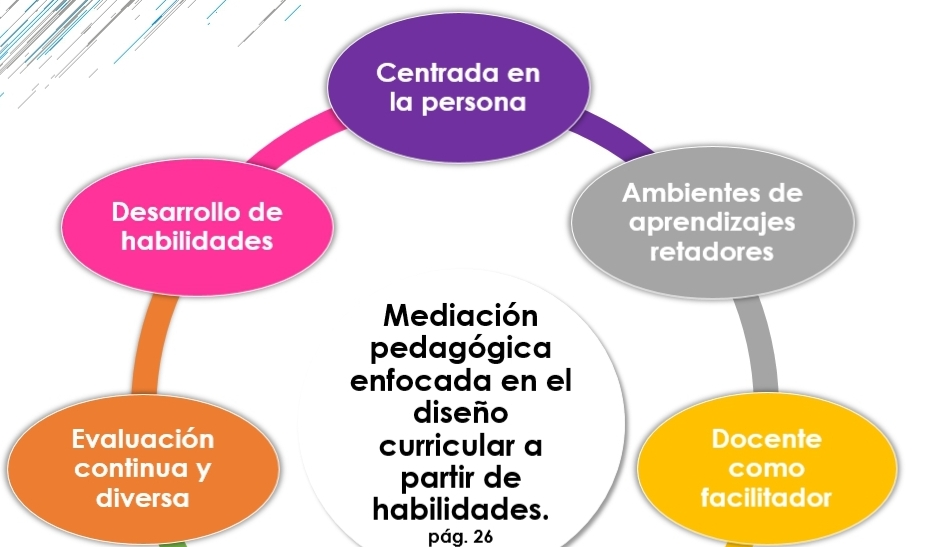 Centrada en
la persona
Ambientes de
aprendizajes
retadores
Desarrollo de
habilidades
Mediación
pedagógica
enfocada en el
diseño
curricular a
partir de
habilidades.
pág. 26
Evaluación
continua y
diversa
Docente
como
facilitador